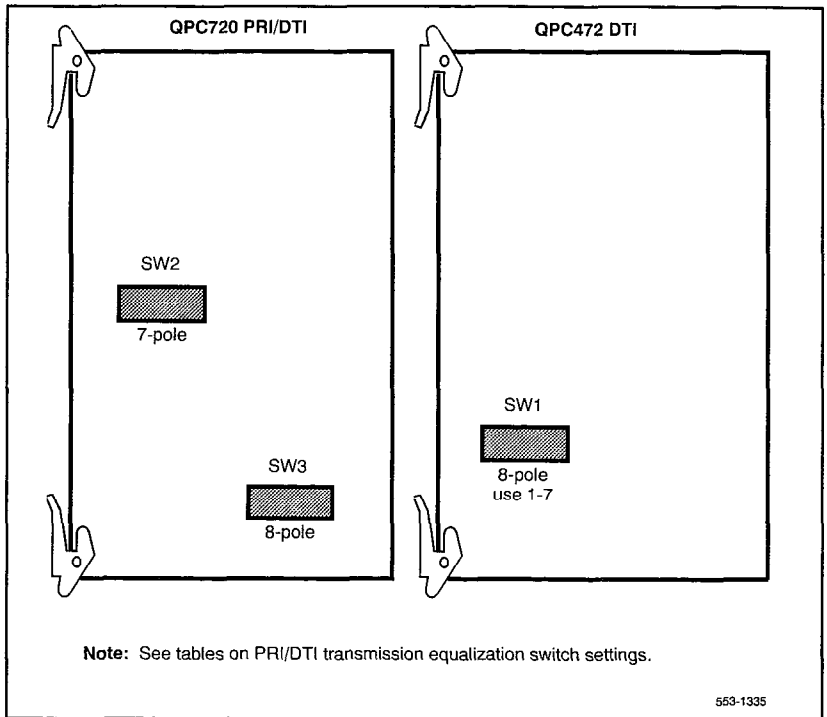 QPC720 PRI/DTI
QPC472 DTI
SW2
7-pole
SW3
8-pole
SW1
8-pole
use 1-7
Note: See tables on PRI/DTI transmission equalization switch settings.
553-1335